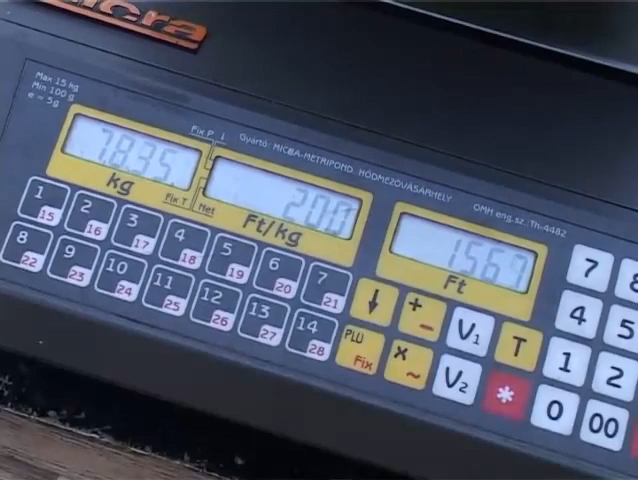 Max 15 kg
Min 100 g
e = 5g
Fix P
Gyártó: MICRA-METRIPOND, HÓDMEZŐVÁSÁRHELY
OMH eng.sz.: Th-4482
7.835
kg
Fix T
Net
200
Ft/kg
1567
Ft
1 15
2 16
3 17
4 18
5 19
6 20
7 21
8 22
9 23
10 24
11 25
12 26
13 27
14 28
↓
+ −
V1
T
PLU Fix
× ~
V2
*
7
8
4
5
1
2
0
00